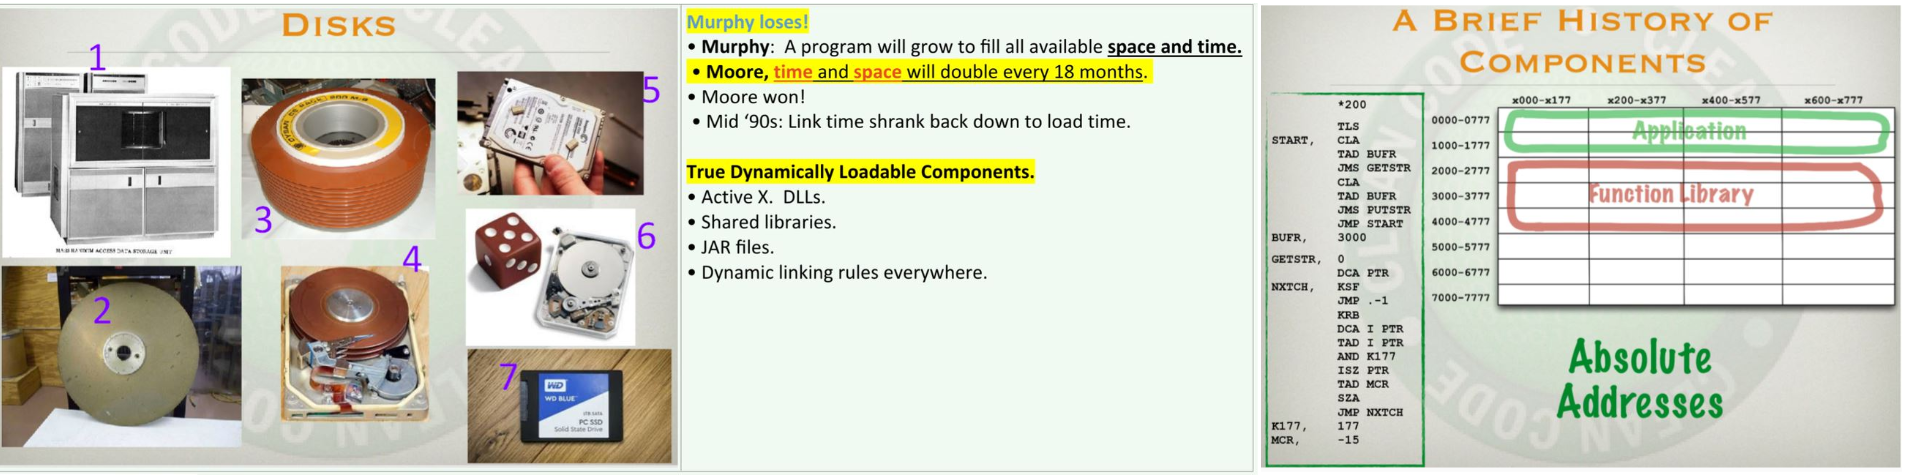 DISKS
1
2
3
4
5
6
7
MASS RANDOM ACCESS DATA STORAGE UNIT
WD
WD BLUE
PC SSD
Solid State Drive
Murphy loses!
• Murphy: A program will grow to fill all available space and time.
• Moore, time and space will double every 18 months.
• Moore won!
• Mid ‘90s: Link time shrank back down to load time.
True Dynamically Loadable Components.
• Active X. DLLs.
• Shared libraries.
• JAR files.
• Dynamic linking rules everywhere.
A BRIEF HISTORY OF
COMPONENTS
*200
TLS
START, CLA
TAD BUFR
JMS GETSTR
CLA
TAD BUFR
JMS PUTSTR
JMP START
BUFR, 3000
GETSTR, 0
DCA PTR
NXTCH, KSF
JMP .-1
KRB
DCA I PTR
TAD I PTR
AND K177
ISZ PTR
TAD MCR
SZA
JMP NXTCH
K177, 177
MCR, -15
x000-x177 x200-x377 x400-x577 x600-x777
0000-0777
1000-1777
2000-2777
3000-3777
4000-4777
5000-5777
6000-6777
7000-7777
Application
Function Library
Absolute
Addresses